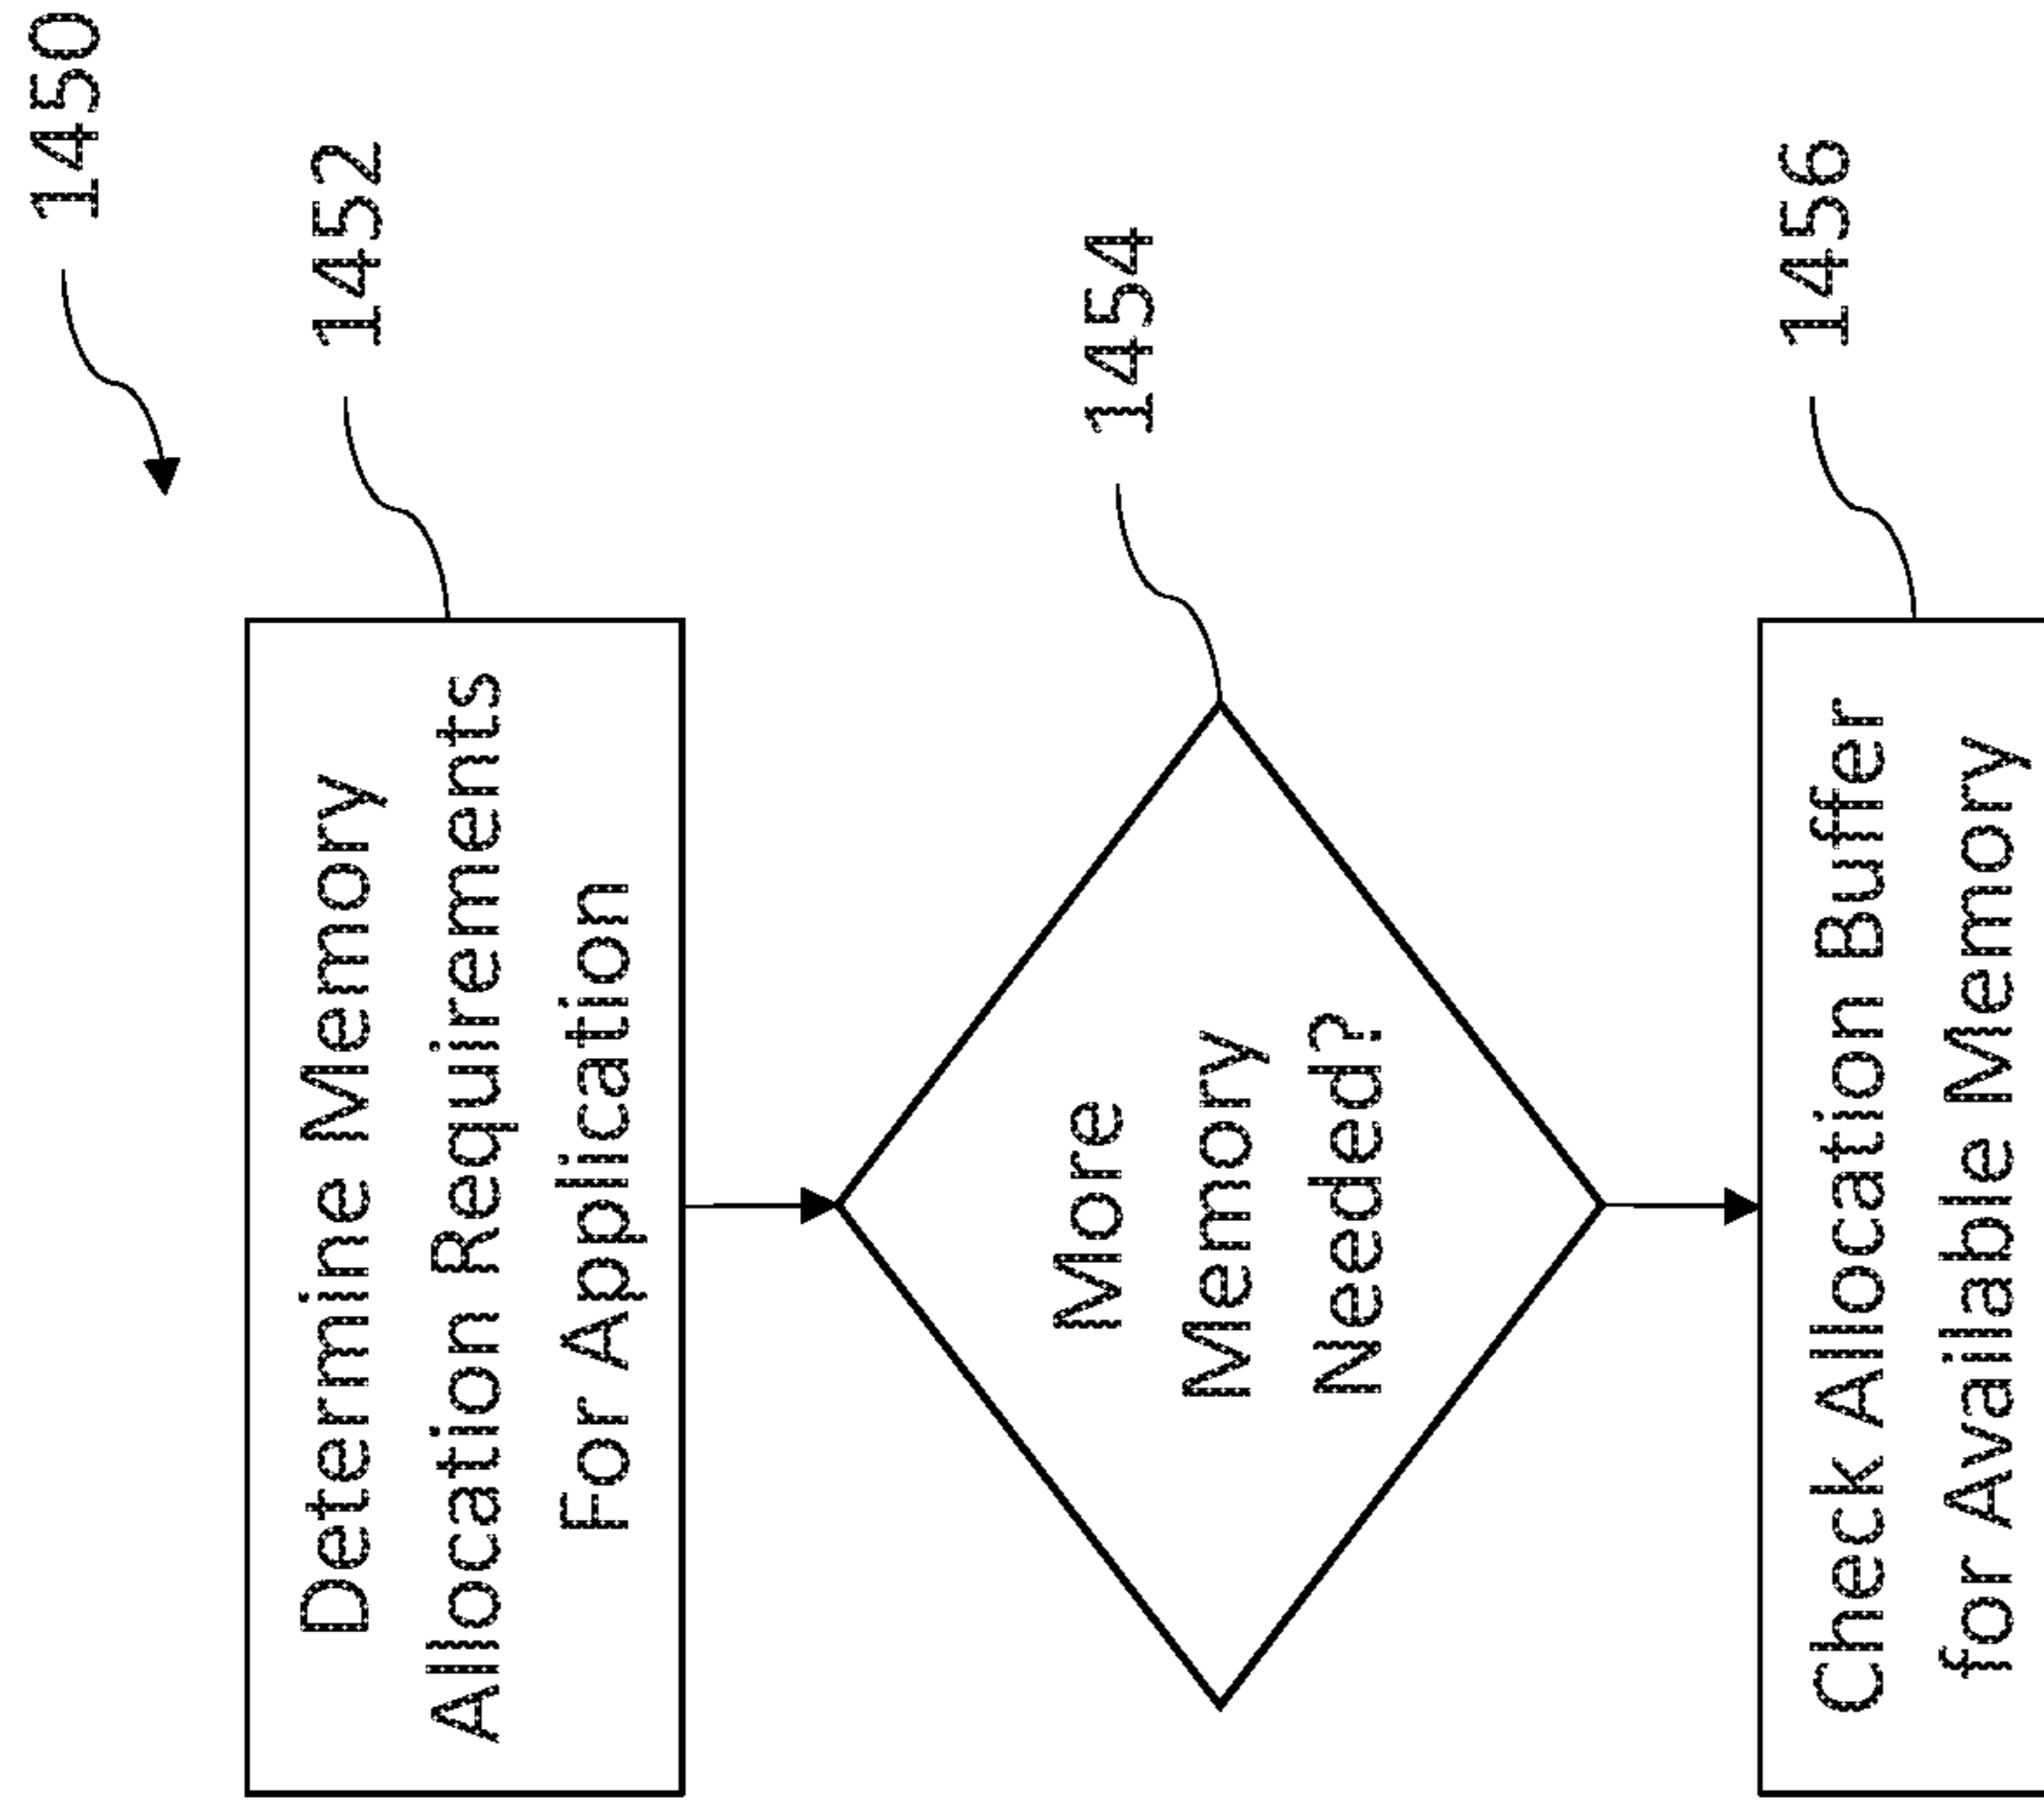 1450
1452
Determine Memory
Allocation Requirements
For Application
1454
More
Memory
Needed?
1456
Check Allocation Buffer
for Available Memory